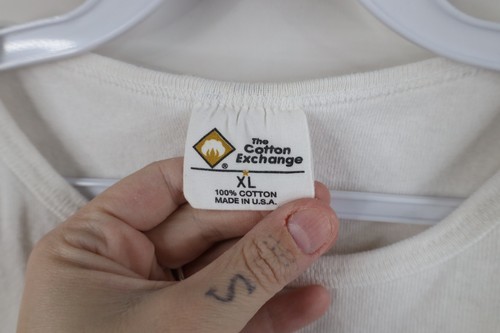 The
Cotton
Exchange
®
XL
100% COTTON
MADE IN U.S.A.